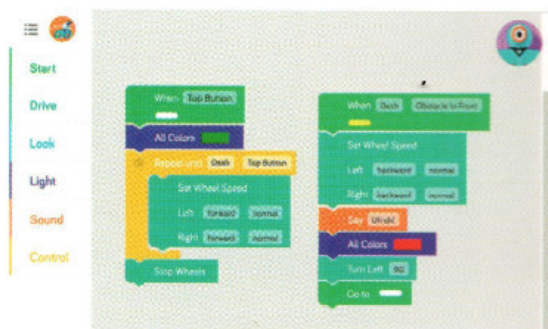 Start
Drive
Look
Light
Sound
Control
When Top Button
All Colors
Repeat until Dash Top Button
Set Wheel Speed
Left forward normal
Right forward normal
Stop Wheels
When Dash Obstacle in Front
Set Wheel Speed
Left backward normal
Right backward normal
Say
All Colors
Turn Left 90
Go to